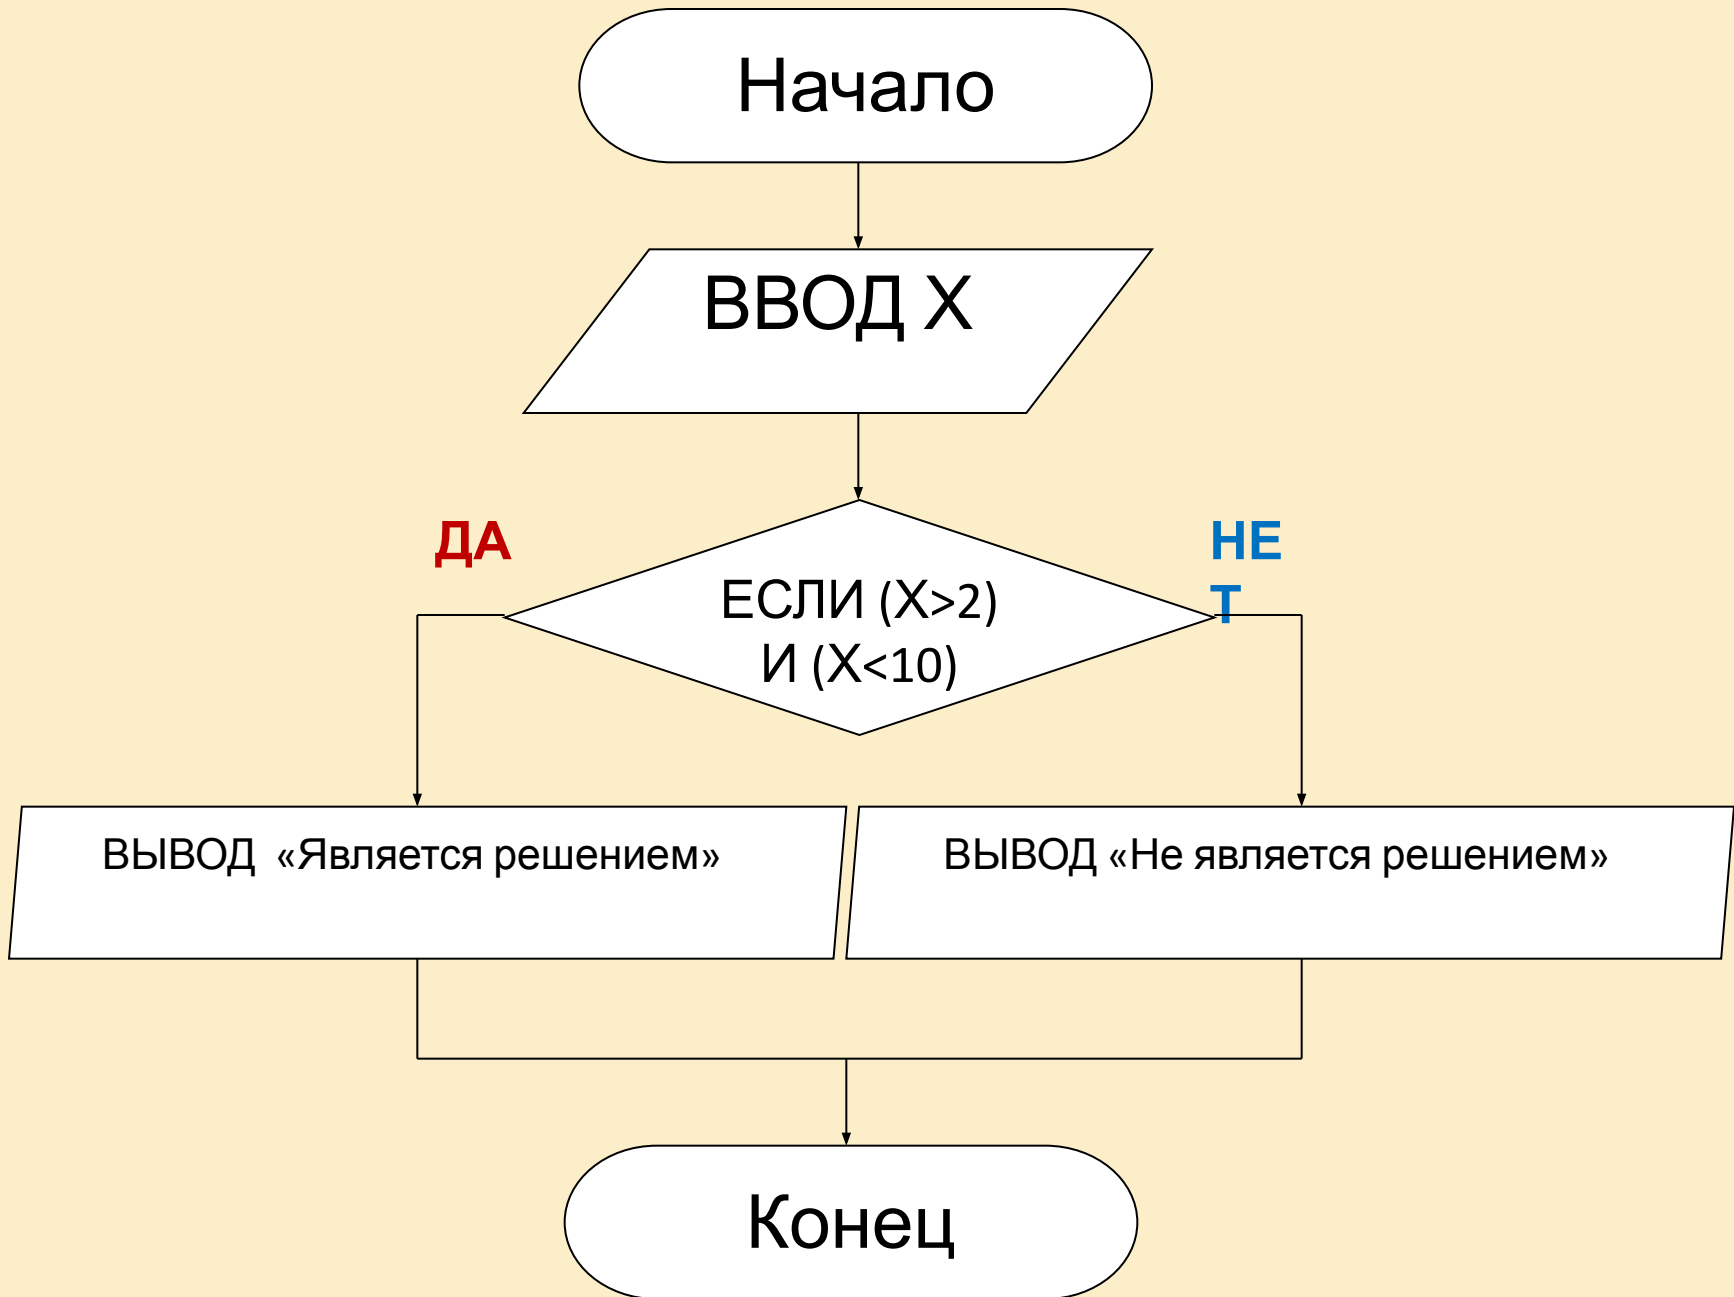 Начало
ВВОД X
ДА
НЕ
Т
ЕСЛИ (X>2)
И (X<10)
ВЫВОД «Является решением»
ВЫВОД «Не является решением»
Конец